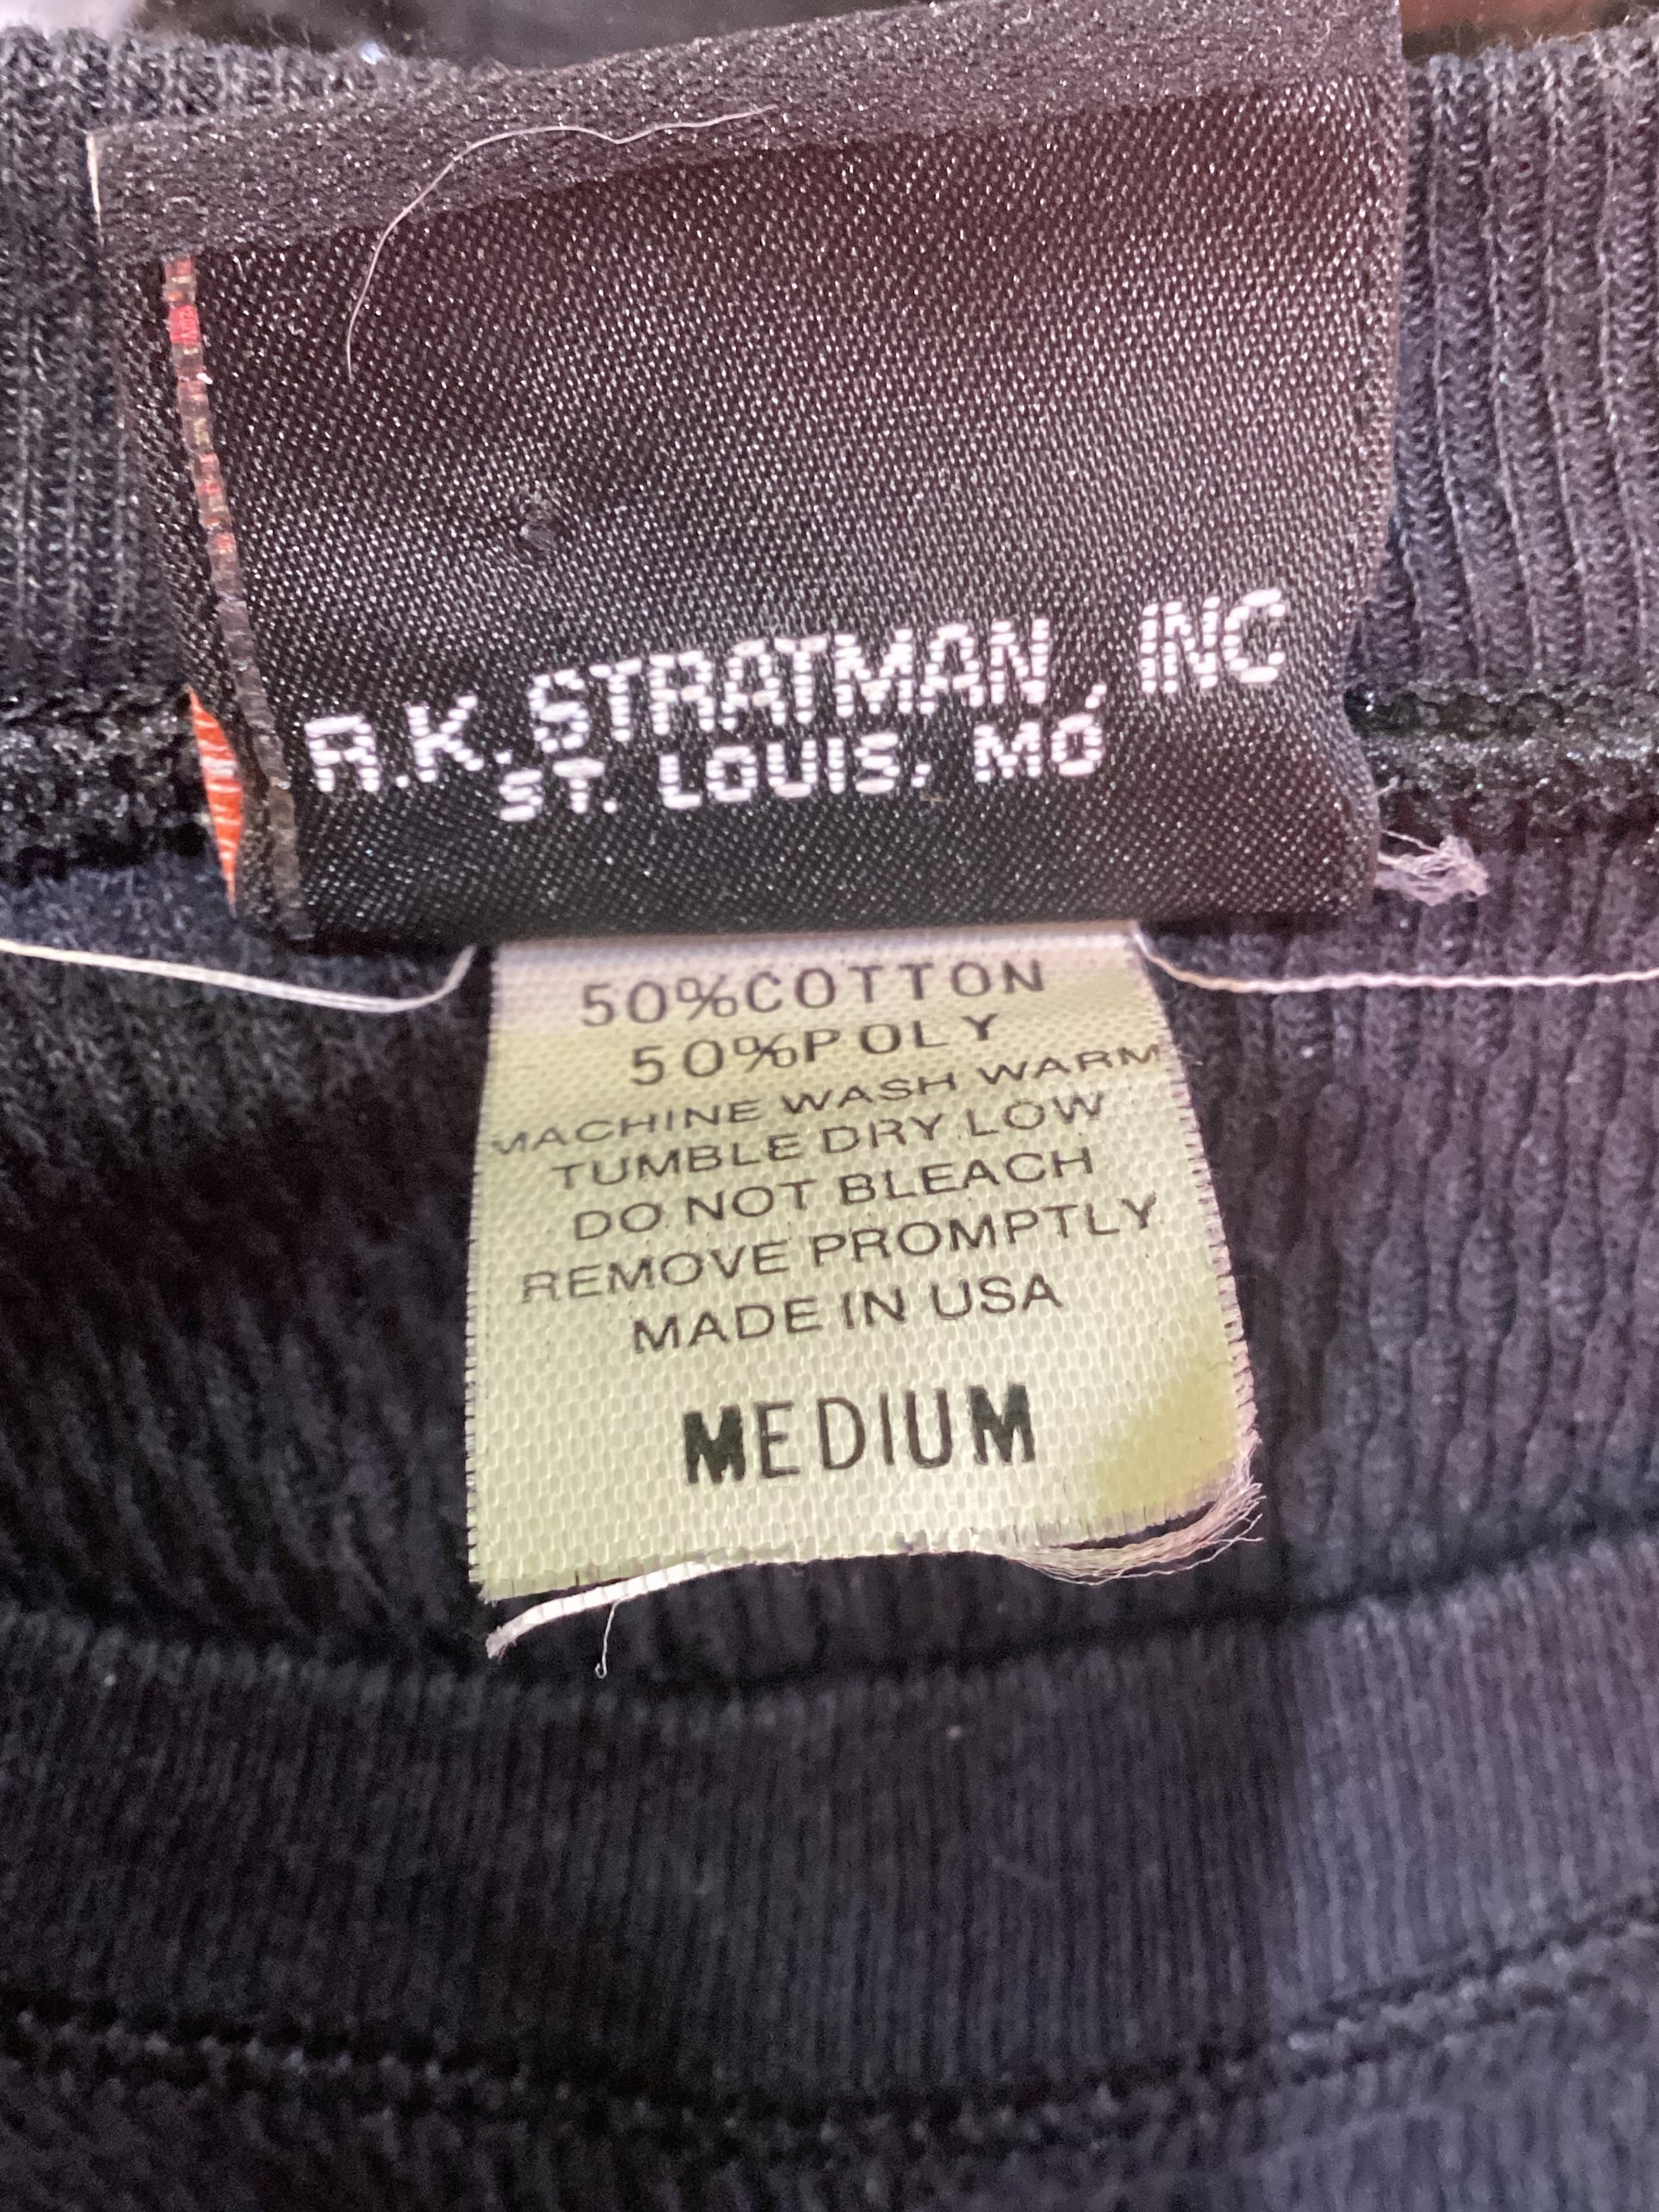 R.K. STRATMAN, INC
ST. LOUIS, MO
50%COTTON
50%POLY
MACHINE WASH WARM
TUMBLE DRY LOW
DO NOT BLEACH
REMOVE PROMPTLY
MADE IN USA
MEDIUM